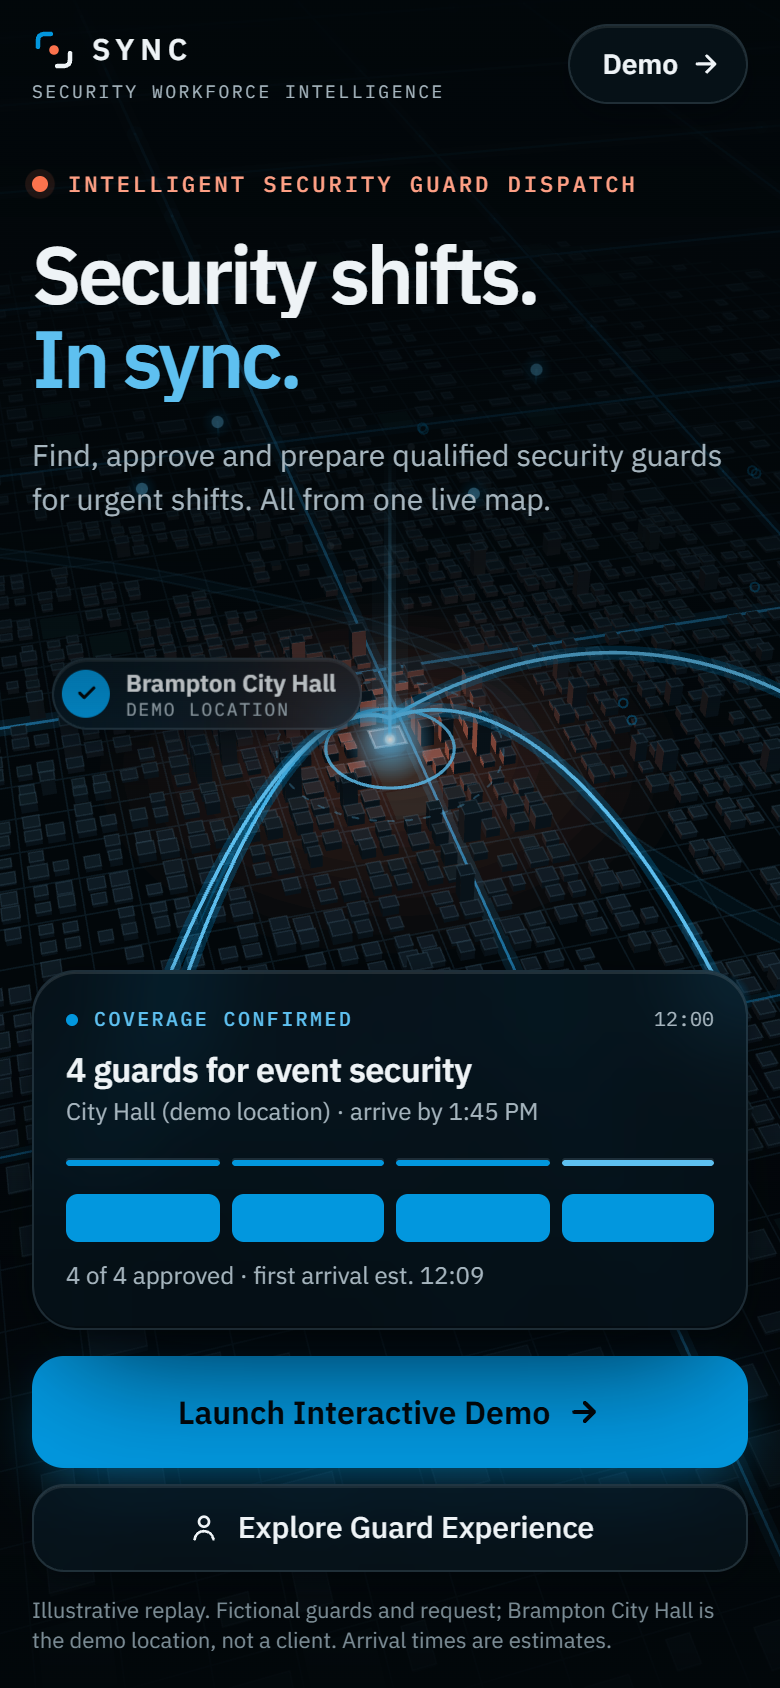 SYNC
Demo →
SECURITY WORKFORCE INTELLIGENCE
INTELLIGENT SECURITY GUARD DISPATCH
Security shifts.
In sync.
Find, approve and prepare qualified security guards
for urgent shifts. All from one live map.
Brampton City Hall
DEMO LOCATION
COVERAGE CONFIRMED
12:00
4 guards for event security
City Hall (demo location) · arrive by 1:45 PM
4 of 4 approved · first arrival est. 12:09
Launch Interactive Demo →
Explore Guard Experience
Illustrative replay. Fictional guards and request; Brampton City Hall is
the demo location, not a client. Arrival times are estimates.